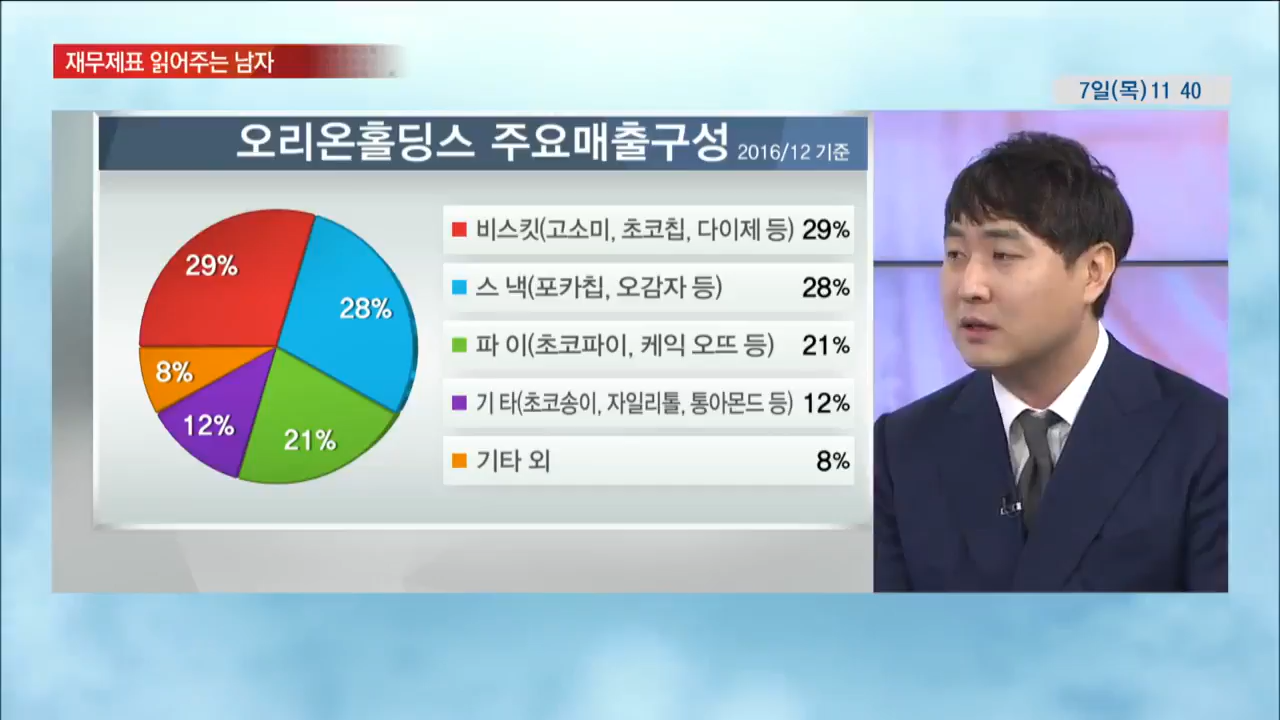 재무제표 읽어주는 남자
7일(목) 11 40
오리온홀딩스 주요매출구성 2016/12 기준
29%
28%
8%
12%
21%
비스킷(고소미, 초코칩, 다이제 등) 29%
스 낵(포카칩, 오감자 등) 28%
파 이(초코파이, 케익 오뜨 등) 21%
기 타(초코송이, 자일리톨, 통아몬드 등) 12%
기타 외 8%